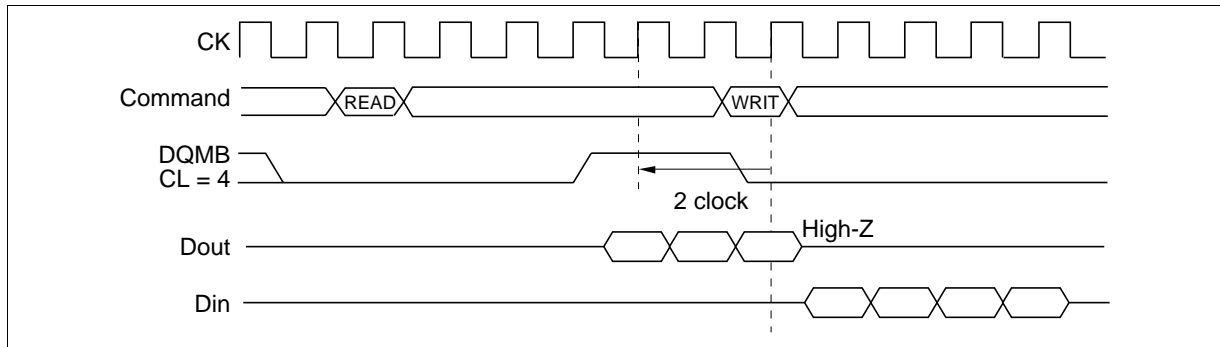 CK
Command
READ
WRIT
DQMB
CL = 4
2 clock
High-Z
Dout
Din